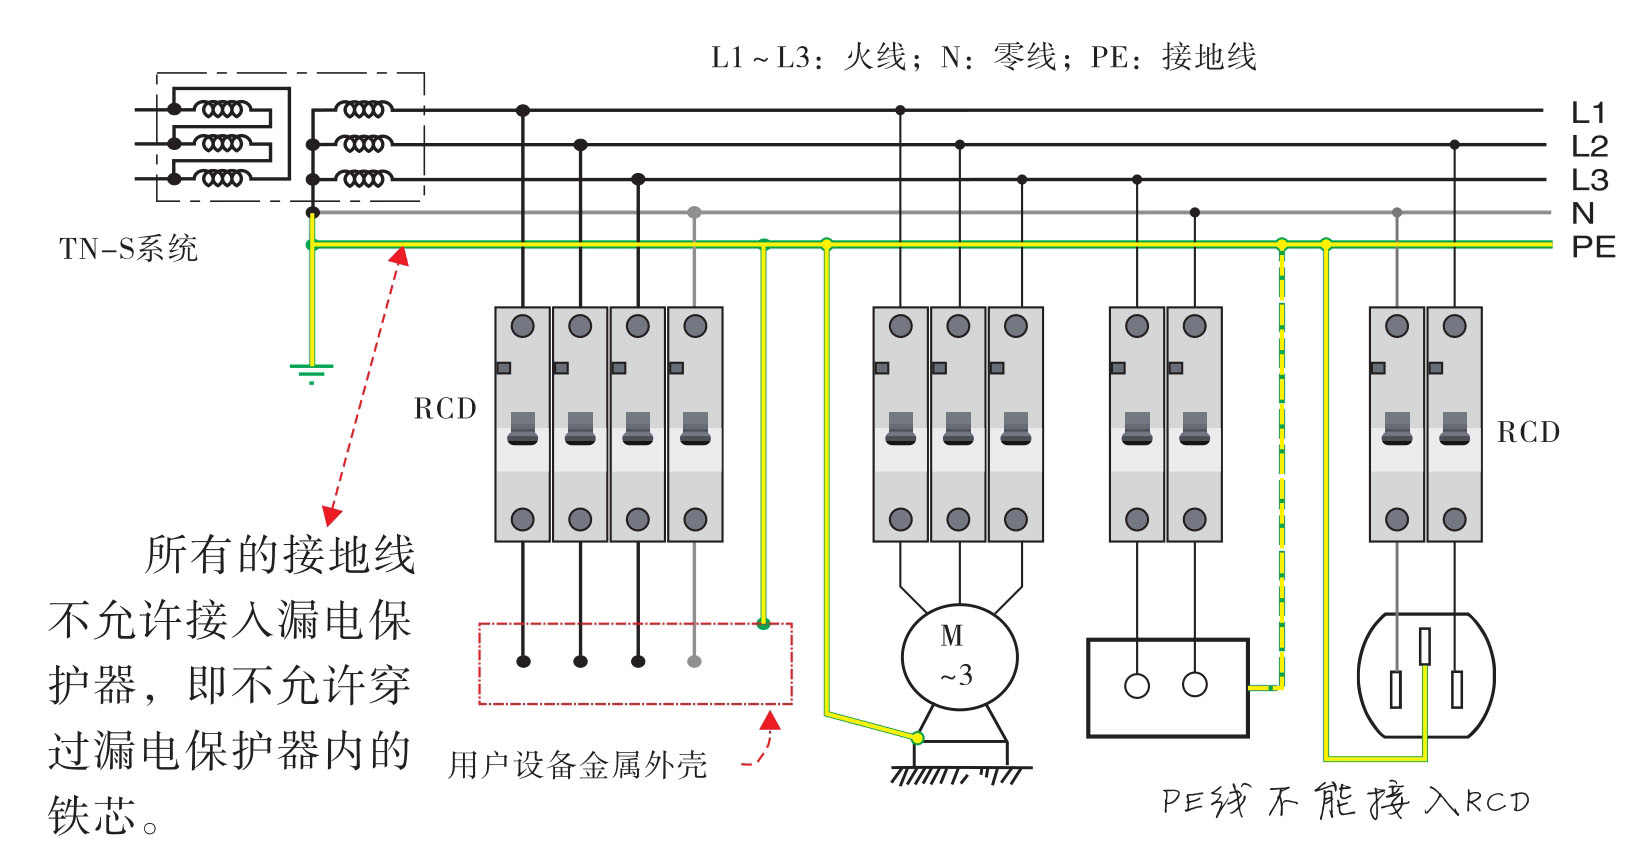 L1～L3：火线；N：零线；PE：接地线
L1
L2
L3
N
PE
TN-S系统
RCD
RCD
所有的接地线
不允许接入漏电保
护器，即不允许穿
过漏电保护器内的
铁芯。
M
~3
用户设备金属外壳
PE线不能接入RCD